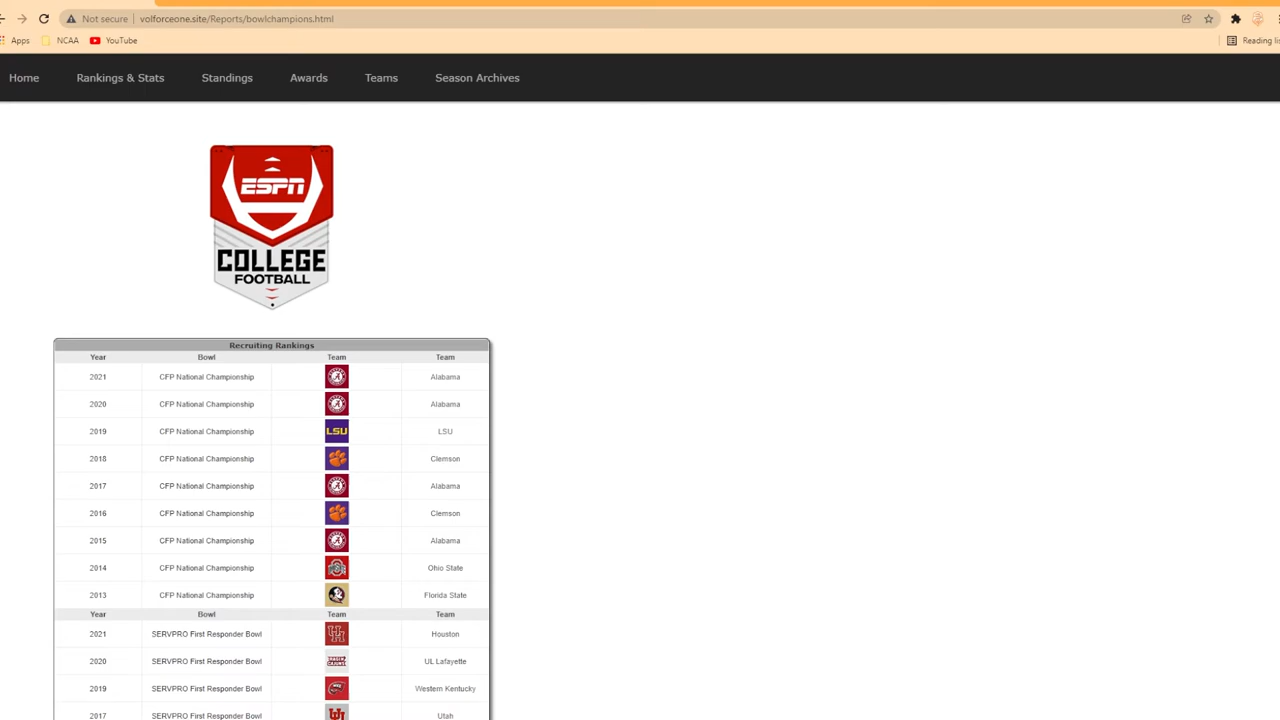 Not secure volforceone.site/Reports/bowlchampions.html
Apps NCAA YouTube Reading lis
Home Rankings & Stats Standings Awards Teams Season Archives
ESPN
COLLEGE
FOOTBALL
Recruiting Rankings
Year Bowl Team Team
2021 CFP National Championship Alabama
2020 CFP National Championship Alabama
2019 CFP National Championship LSU LSU
2018 CFP National Championship Clemson
2017 CFP National Championship Alabama
2016 CFP National Championship Clemson
2015 CFP National Championship Alabama
2014 CFP National Championship Ohio State
2013 CFP National Championship Florida State
Year Bowl Team Team
2021 SERVPRO First Responder Bowl Houston
2020 SERVPRO First Responder Bowl UL Lafayette
2019 SERVPRO First Responder Bowl Western Kentucky
2017 SERVPRO First Responder Bowl Utah